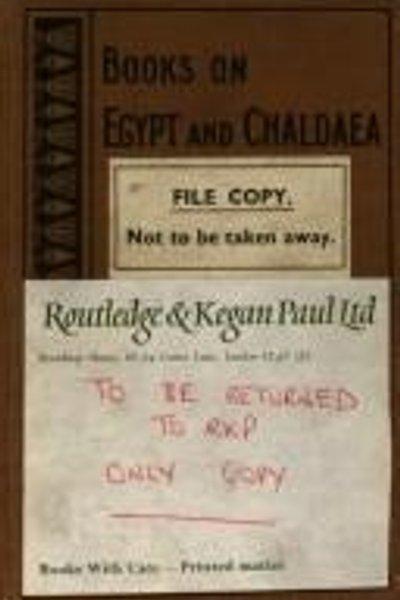 BOOKS ON
EGYPT AND CHALDAEA
FILE COPY.
Not to be taken away.
Routledge & Kegan Paul Ltd
TO BE RETURNED
TO RKP
ONLY COPY
Books With Care - Printed matter